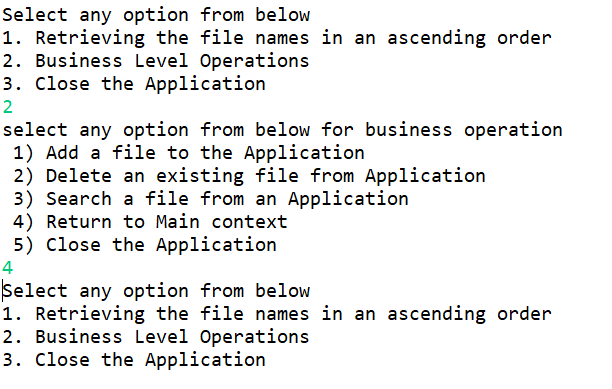 Select any option from below
1. Retrieving the file names in an ascending order
2. Business Level Operations
3. Close the Application
2
select any option from below for business operation
1) Add a file to the Application
2) Delete an existing file from Application
3) Search a file from an Application
4) Return to Main context
5) Close the Application
4
Select any option from below
1. Retrieving the file names in an ascending order
2. Business Level Operations
3. Close the Application